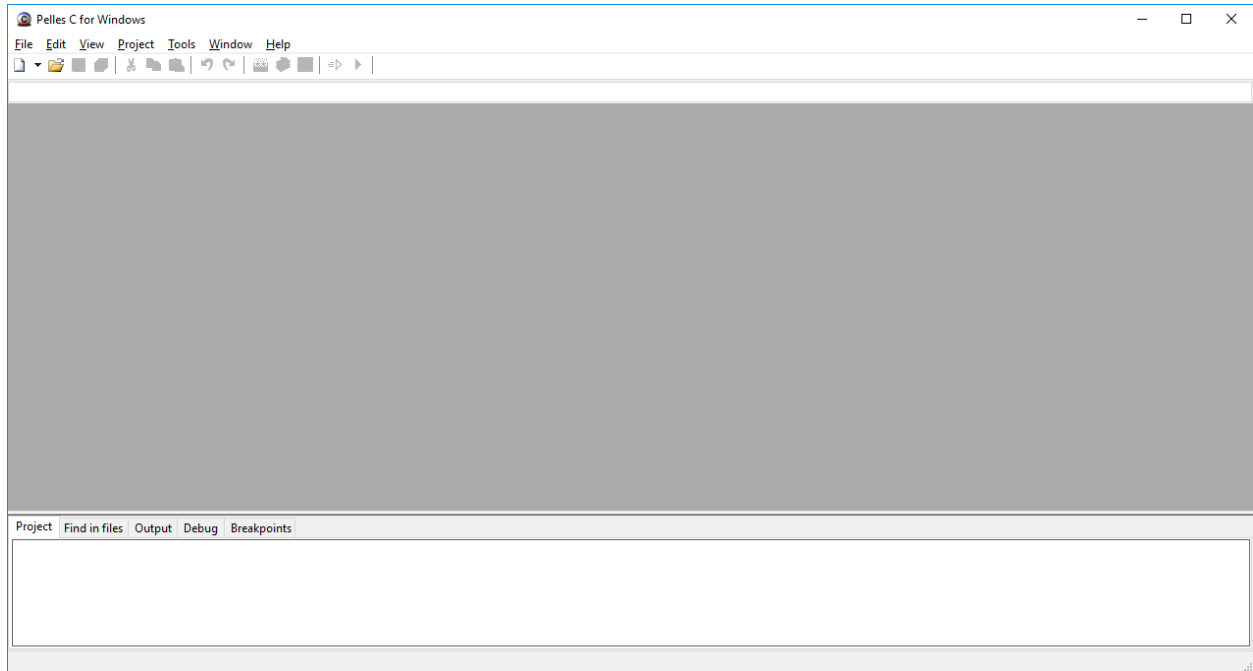 Pelles C for Windows
File Edit View Project Tools Window Help
Project Find in files Output Debug Breakpoints